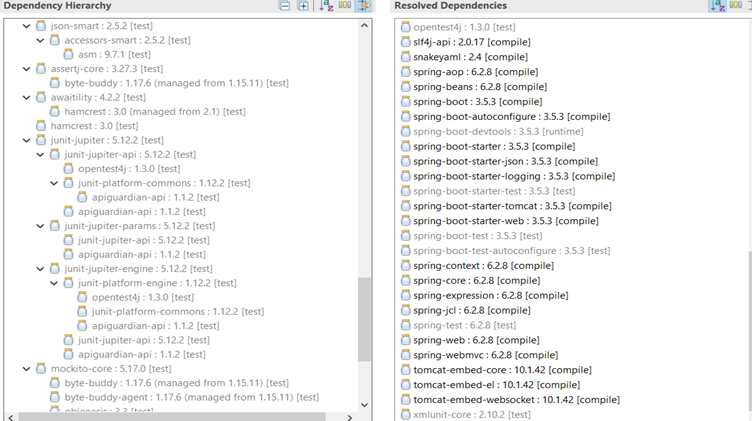 Dependency Hierarchy
json-smart : 2.5.2 [test]
accessors-smart : 2.5.2 [test]
asm : 9.7.1 [test]
assertj-core : 3.27.3 [test]
byte-buddy : 1.17.6 (managed from 1.15.11) [test]
awaitility : 4.2.2 [test]
hamcrest : 3.0 (managed from 2.1) [test]
hamcrest : 3.0 [test]
junit-jupiter : 5.12.2 [test]
junit-jupiter-api : 5.12.2 [test]
opentest4j : 1.3.0 [test]
junit-platform-commons : 1.12.2 [test]
apiguardian-api : 1.1.2 [test]
apiguardian-api : 1.1.2 [test]
junit-jupiter-params : 5.12.2 [test]
junit-jupiter-api : 5.12.2 [test]
apiguardian-api : 1.1.2 [test]
junit-jupiter-engine : 5.12.2 [test]
junit-platform-engine : 1.12.2 [test]
opentest4j : 1.3.0 [test]
junit-platform-commons : 1.12.2 [test]
apiguardian-api : 1.1.2 [test]
junit-jupiter-api : 5.12.2 [test]
apiguardian-api : 1.1.2 [test]
mockito-core : 5.17.0 [test]
byte-buddy : 1.17.6 (managed from 1.15.11) [test]
byte-buddy-agent : 1.17.6 (managed from 1.15.11) [test]
objenesis : 3.3 [test]
Resolved Dependencies
opentest4j : 1.3.0 [test]
slf4j-api : 2.0.17 [compile]
snakeyaml : 2.4 [compile]
spring-aop : 6.2.8 [compile]
spring-beans : 6.2.8 [compile]
spring-boot : 3.5.3 [compile]
spring-boot-autoconfigure : 3.5.3 [compile]
spring-boot-devtools : 3.5.3 [runtime]
spring-boot-starter : 3.5.3 [compile]
spring-boot-starter-json : 3.5.3 [compile]
spring-boot-starter-logging : 3.5.3 [compile]
spring-boot-starter-test : 3.5.3 [test]
spring-boot-starter-tomcat : 3.5.3 [compile]
spring-boot-starter-web : 3.5.3 [compile]
spring-boot-test : 3.5.3 [test]
spring-boot-test-autoconfigure : 3.5.3 [test]
spring-context : 6.2.8 [compile]
spring-core : 6.2.8 [compile]
spring-expression : 6.2.8 [compile]
spring-jcl : 6.2.8 [compile]
spring-test : 6.2.8 [test]
spring-web : 6.2.8 [compile]
spring-webmvc : 6.2.8 [compile]
tomcat-embed-core : 10.1.42 [compile]
tomcat-embed-el : 10.1.42 [compile]
tomcat-embed-websocket : 10.1.42 [compile]
xmlunit-core : 2.10.2 [test]